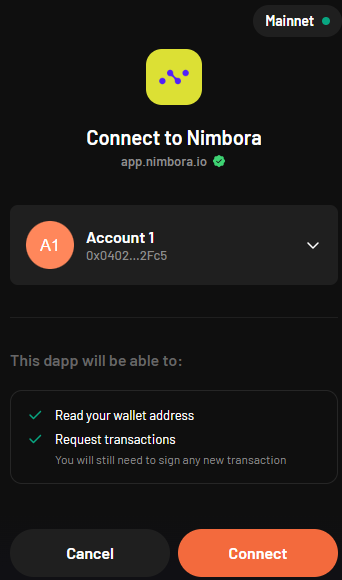 Mainnet
Connect to Nimbora
app.nimbora.io
A1
Account 1
0x0402...2Fc5
This dapp will be able to:
Read your wallet address
Request transactions
You will still need to sign any new transaction
Cancel
Connect